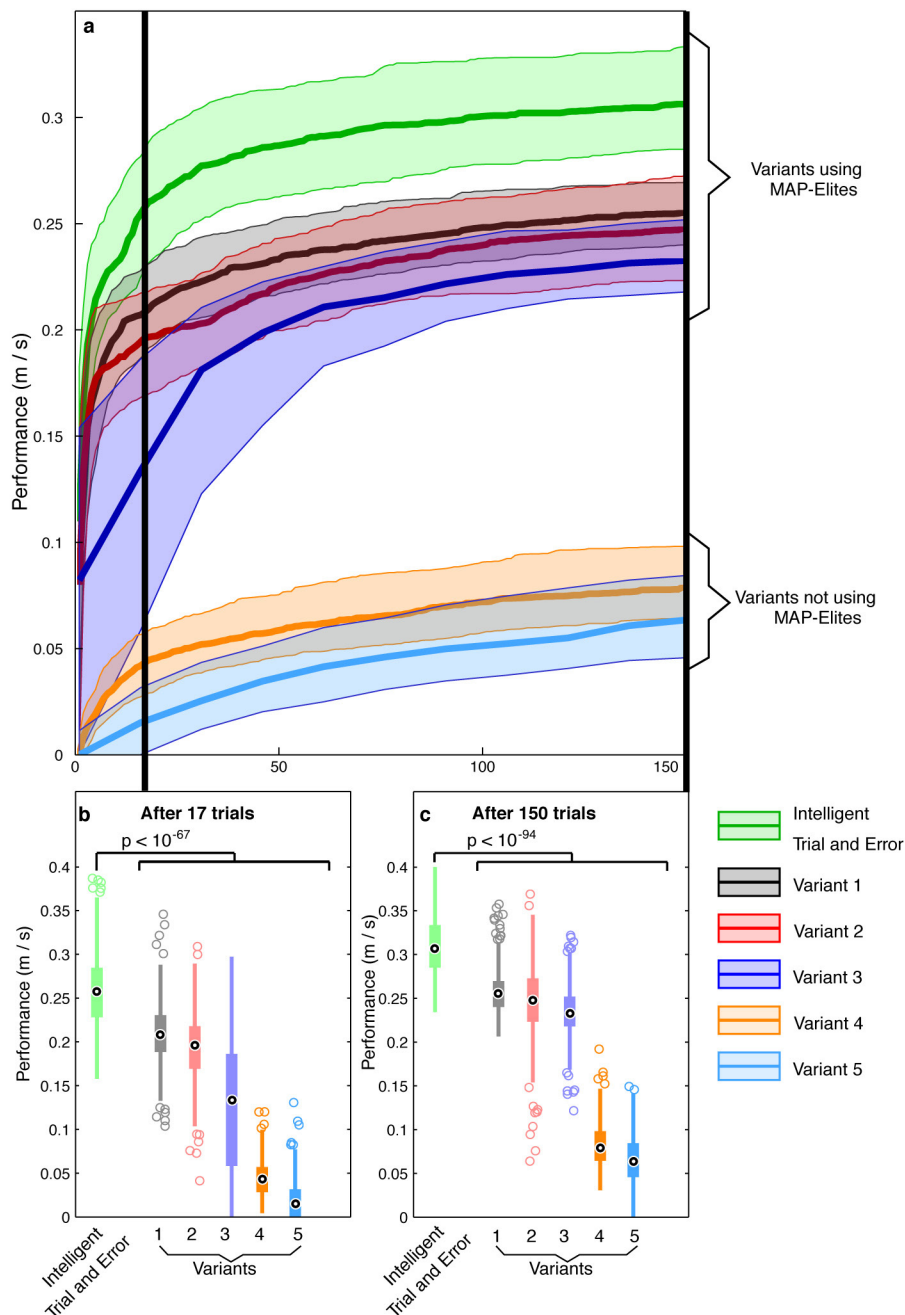 a
0.3
0.25
0.2
0.15
0.1
0.05
0
Performance (m / s)
0
50
100
150
Variants using
MAP-Elites
Variants not using
MAP-Elites
b
After 17 trials
p < 10-67
0.4
0.35
0.3
0.25
0.2
0.15
0.1
0.05
0
Performance (m / s)
Intelligent
Trial and Error
1 2 3 4 5
Variants
c
After 150 trials
p < 10-94
0.4
0.35
0.3
0.25
0.2
0.15
0.1
0.05
0
Performance (m / s)
Intelligent
Trial and Error
1 2 3 4 5
Variants
Intelligent
Trial and Error
Variant 1
Variant 2
Variant 3
Variant 4
Variant 5